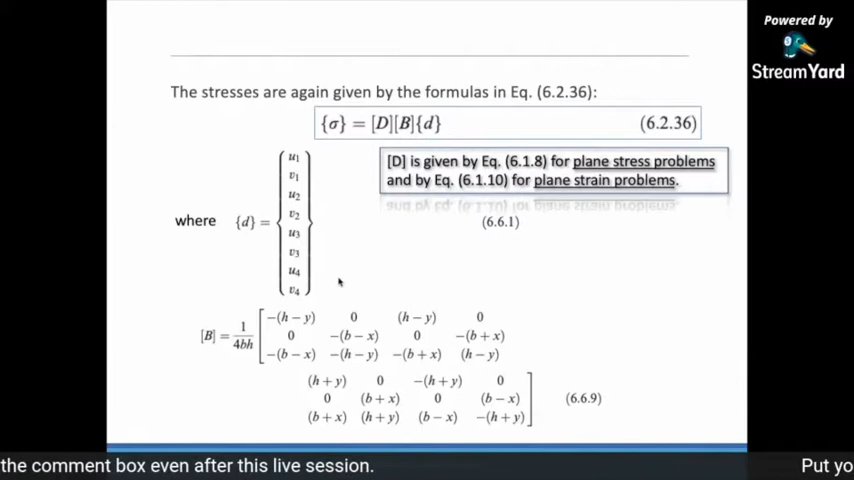 Powered by
StreamYard
The stresses are again given by the formulas in Eq. (6.2.36):
{σ} = [D][B]{d} (6.2.36)
[D] is given by Eq. (6.1.8) for plane stress problems
and by Eq. (6.1.10) for plane strain problems.
where {d} =
u₁
v₁
u₂
v₂
u₃
v₃
u₄
v₄
(6.6.1)
[B] = 1/4bh
−(h − y) 0 (h − y) 0
0 −(b − x) 0 −(b + x)
−(b − x) −(h − y) −(b + x) (h − y)
(h + y) 0 −(h + y) 0
0 (b + x) 0 (b − x)
(b + x) (h + y) (b − x) −(h + y)
(6.6.9)
the comment box even after this live session. Put yo